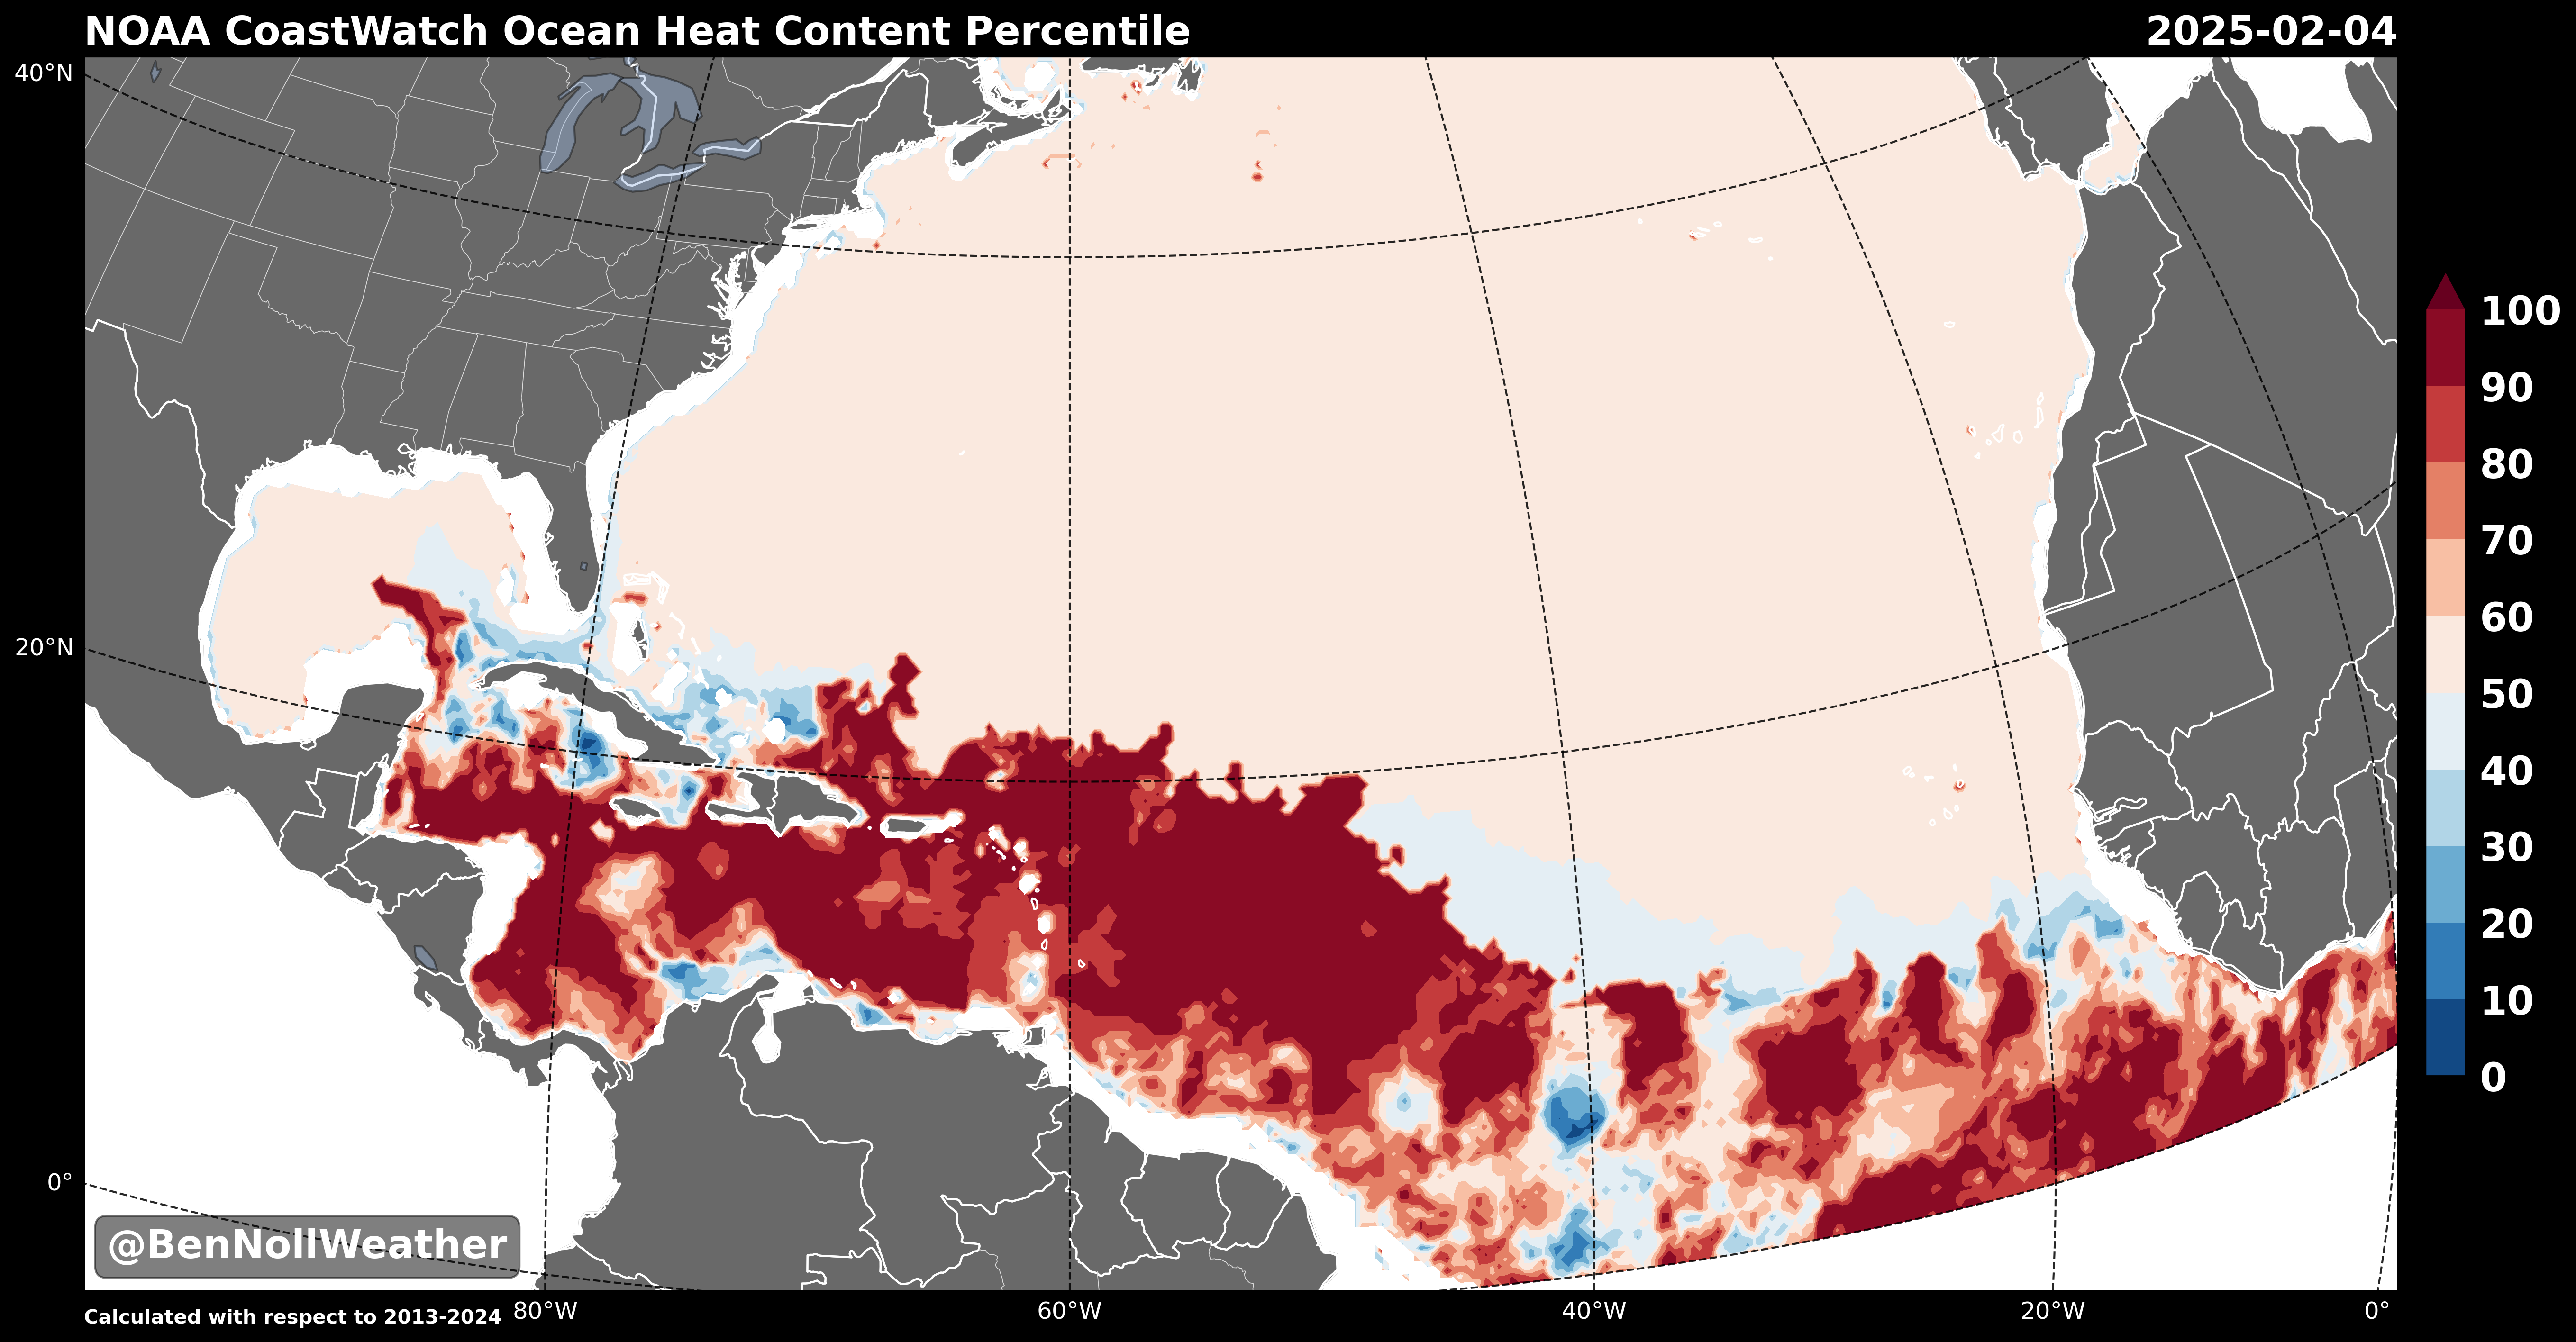 NOAA CoastWatch Ocean Heat Content Percentile 2025-02-04
40°N
20°N
0°
100
90
80
70
60
50
40
30
20
10
0
@BenNollWeather
Calculated with respect to 2013-2024 80°W 60°W 40°W 20°W 0°